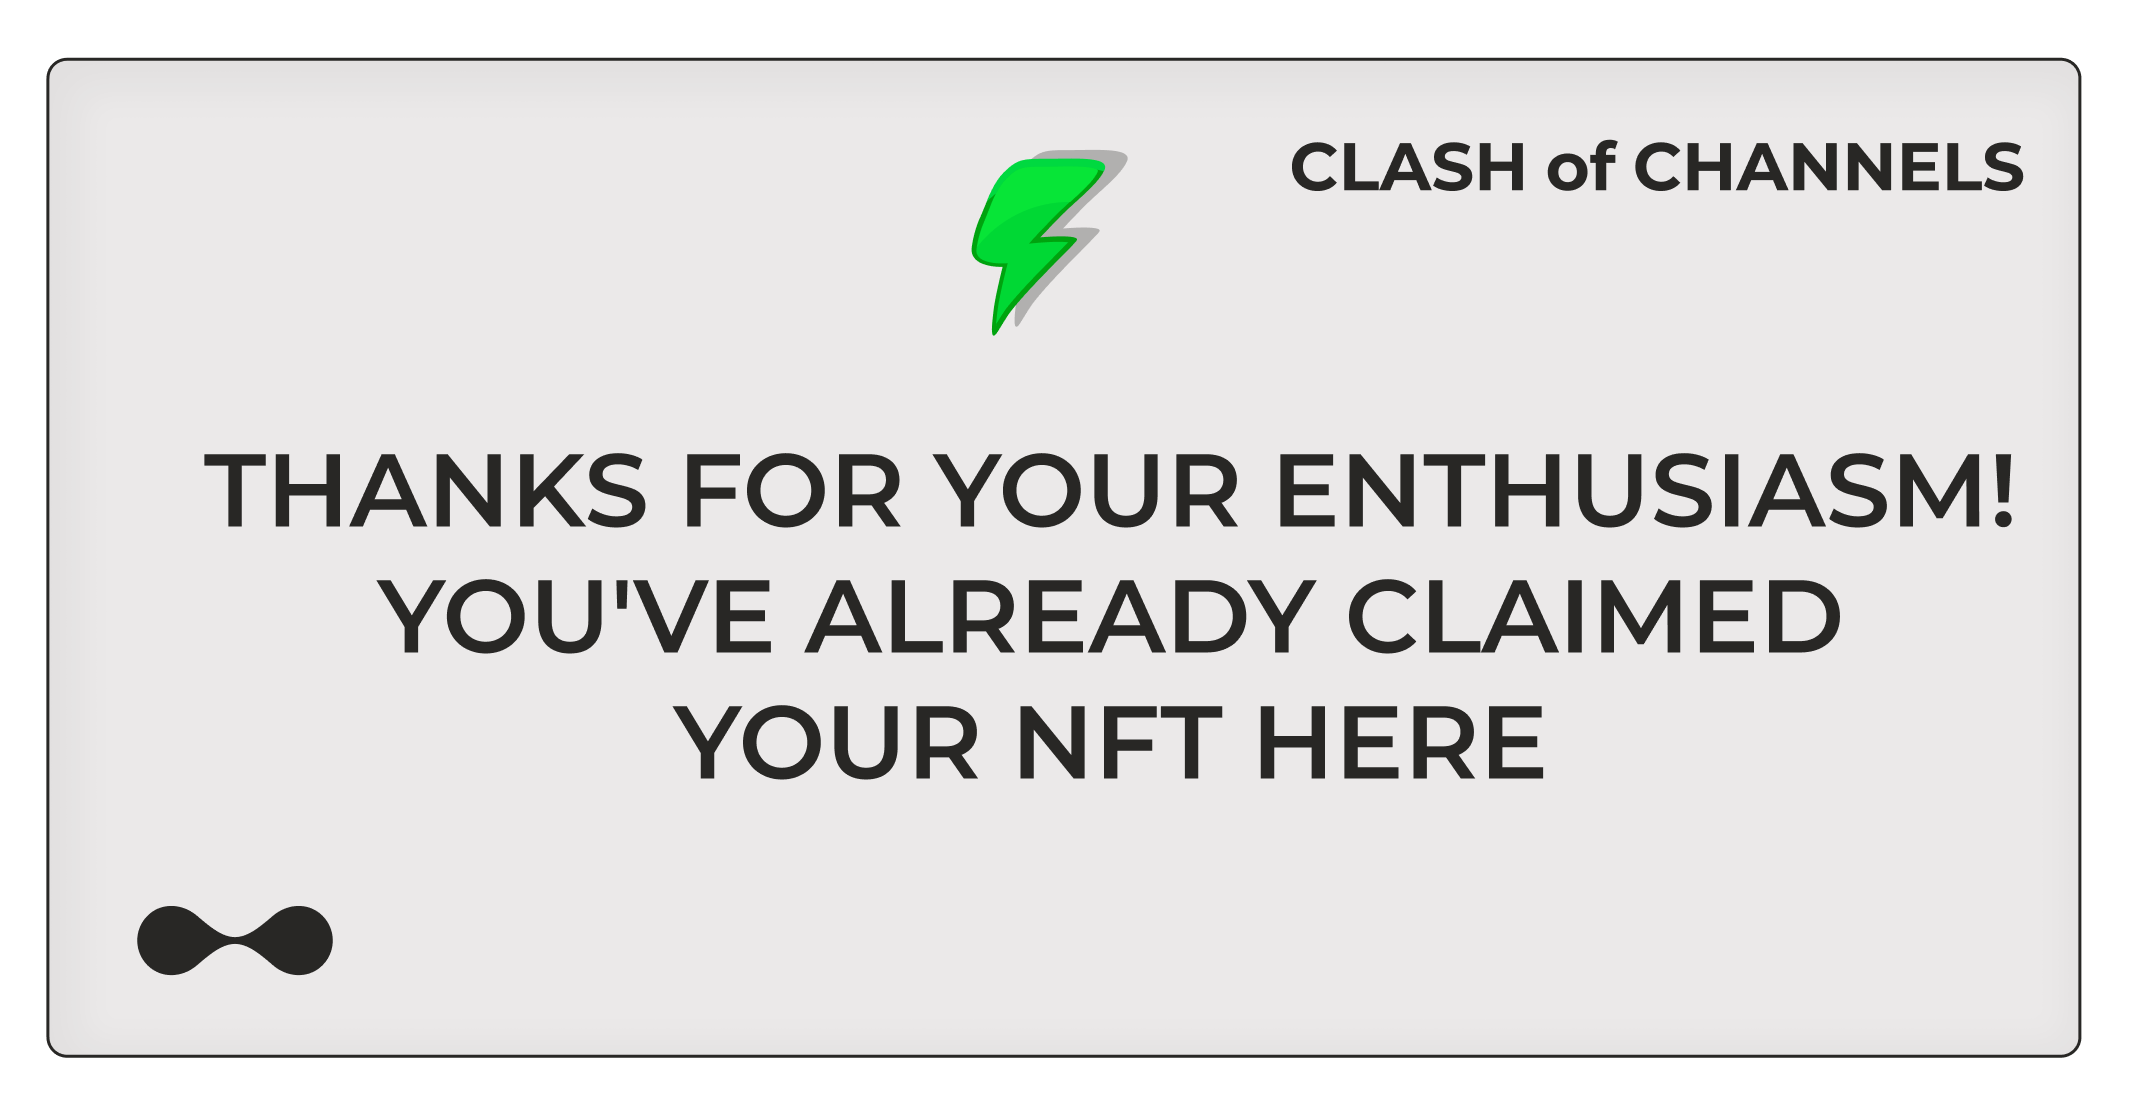 CLASH of CHANNELS
THANKS FOR YOUR ENTHUSIASM!
YOU'VE ALREADY CLAIMED
YOUR NFT HERE